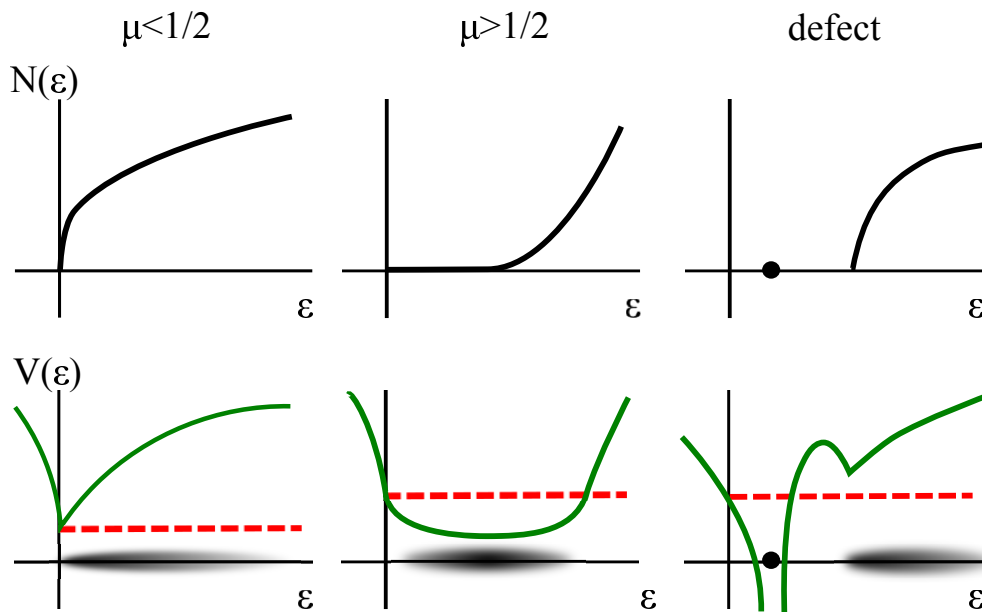 μ<1/2 μ>1/2 defect
N(ε)
ε ε ε
V(ε)
ε ε ε